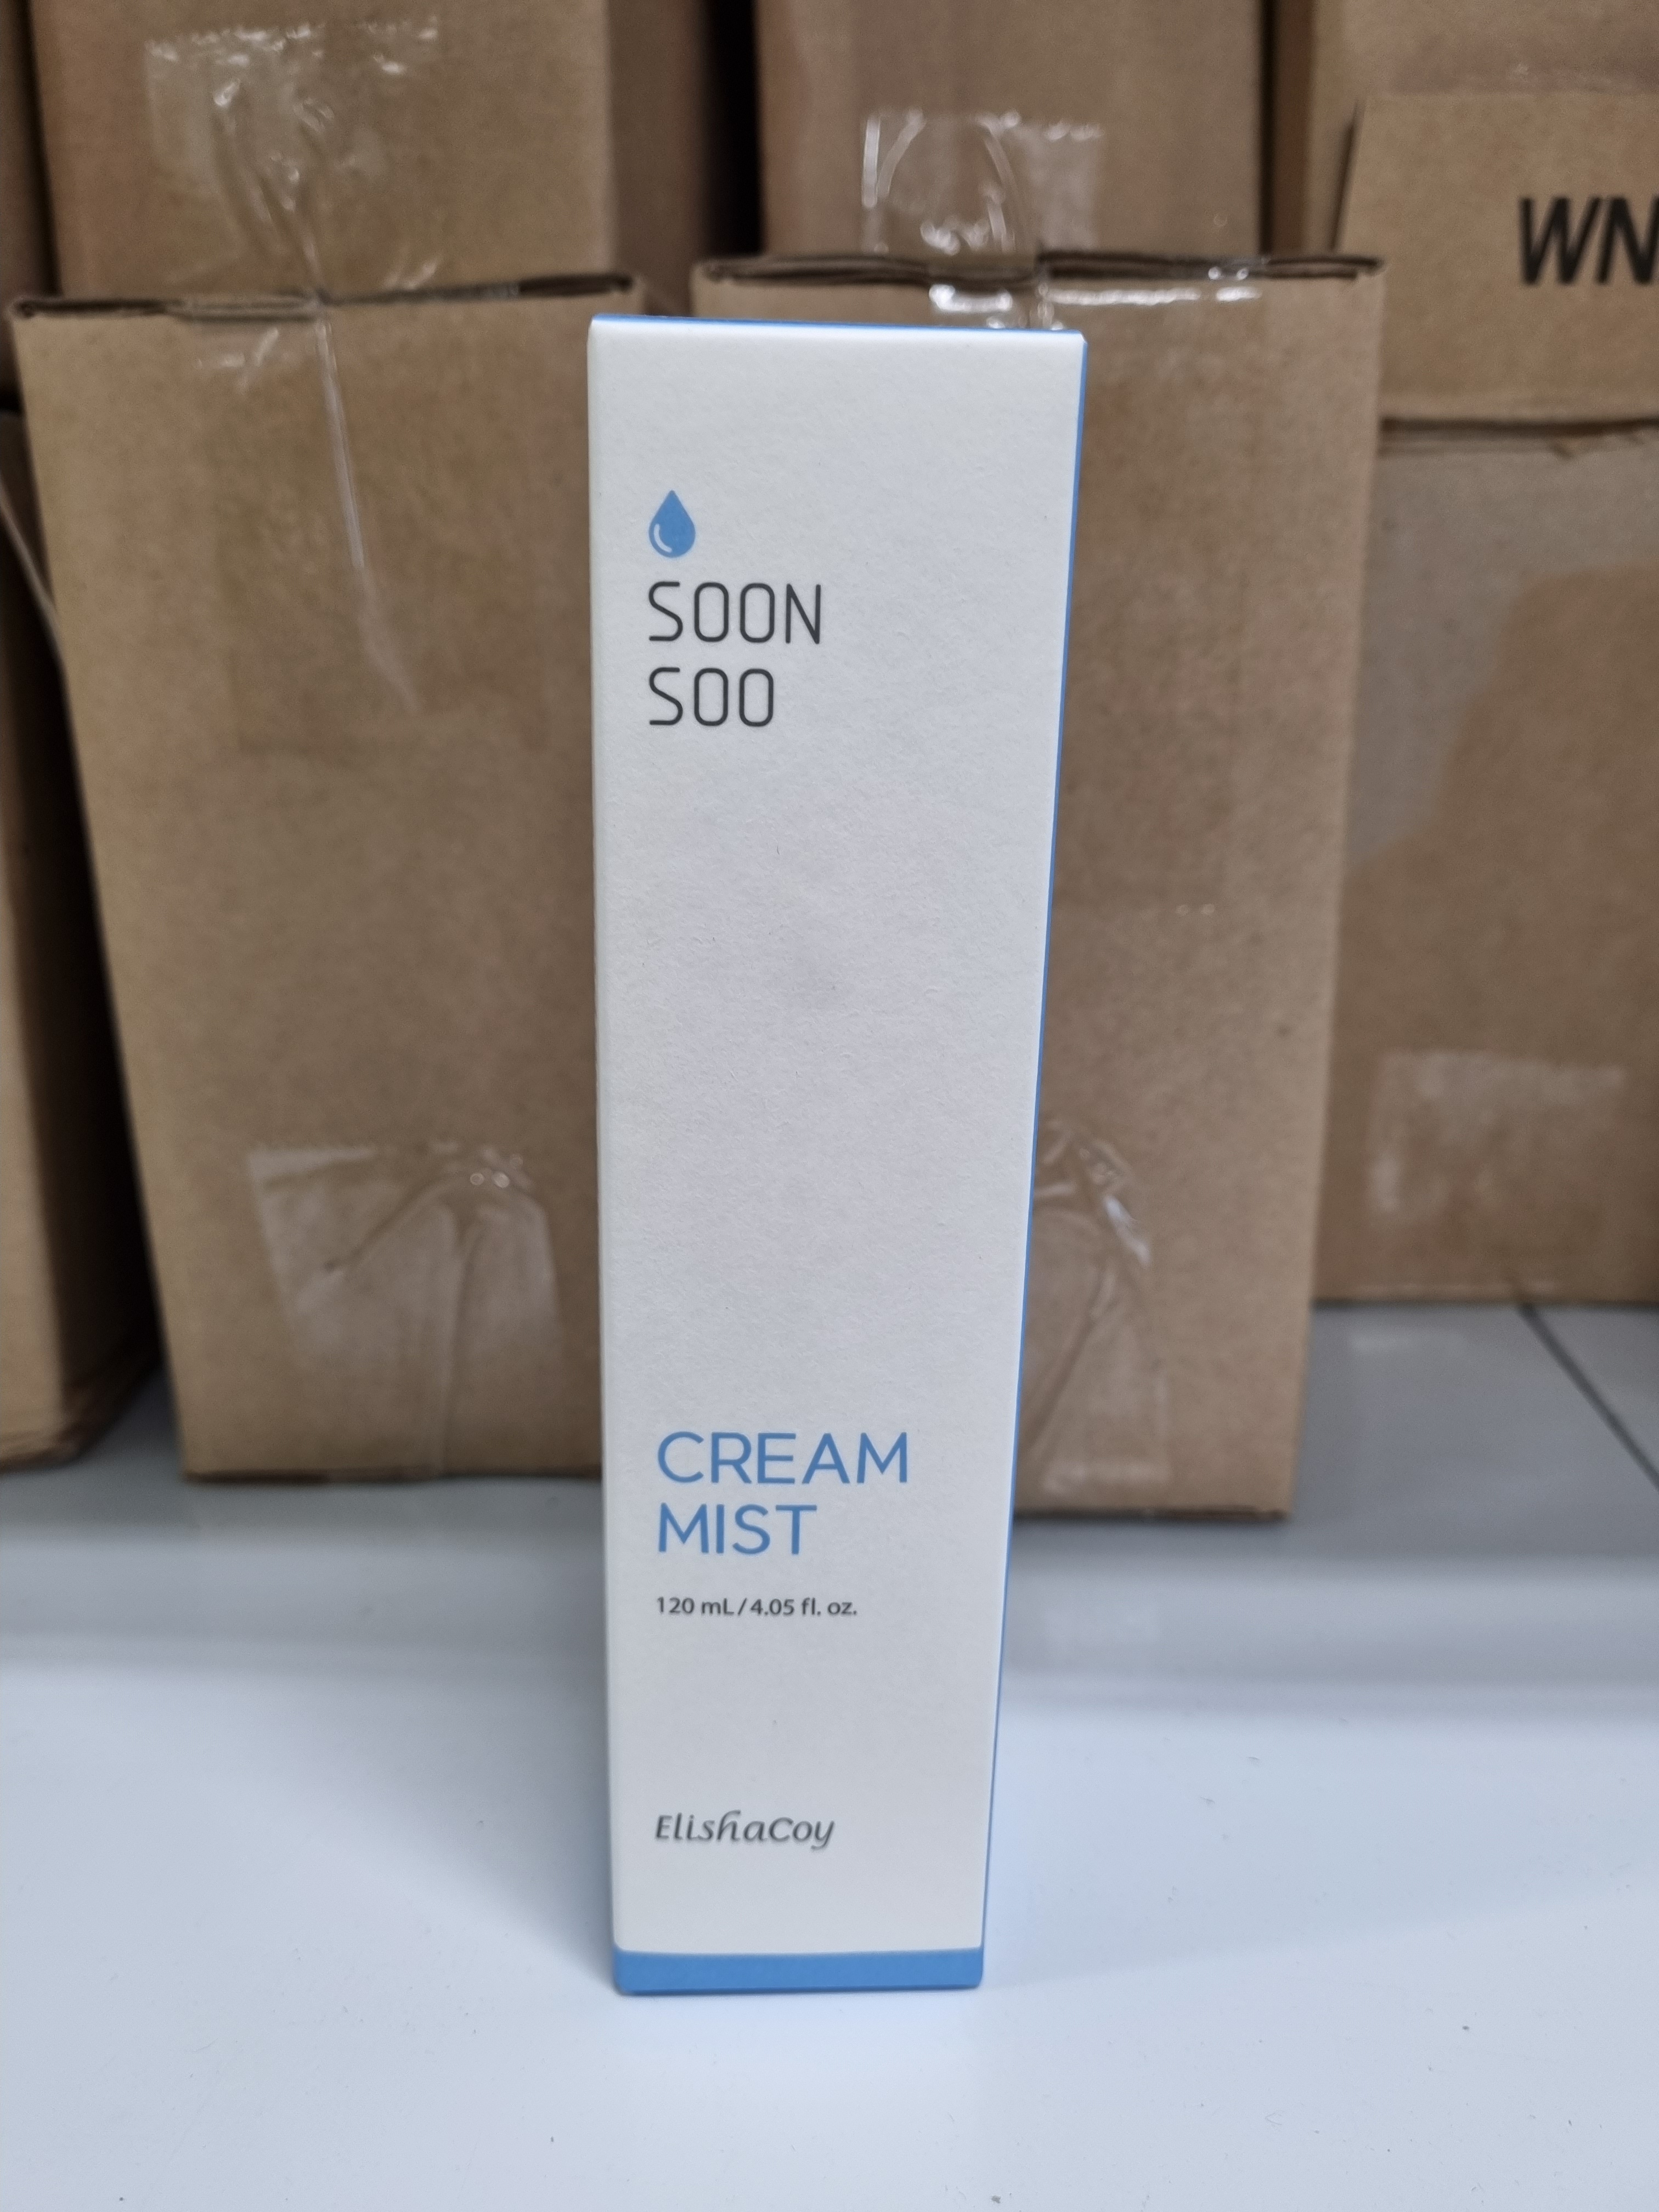 WN
SOON
SOO
CREAM
MIST
120 mL / 4.05 fl. oz.
ElishaCoy